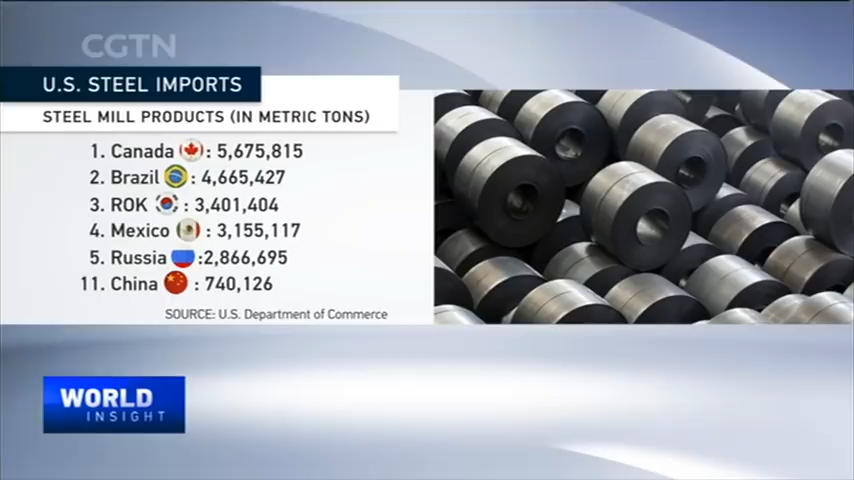 CGTN
U.S. STEEL IMPORTS
STEEL MILL PRODUCTS (IN METRIC TONS)
1. Canada : 5,675,815
2. Brazil : 4,665,427
3. ROK : 3,401,404
4. Mexico : 3,155,117
5. Russia :2,866,695
11. China : 740,126
SOURCE: U.S. Department of Commerce
WORLD
INSIGHT